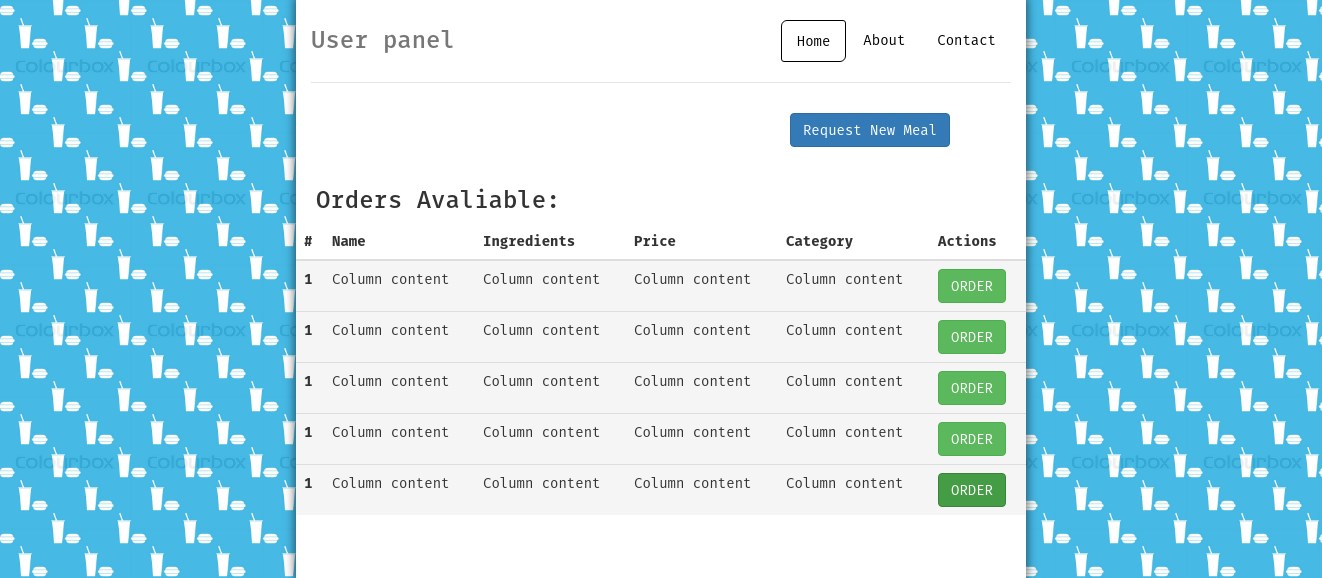 User panel
Home About Contact
Request New Meal
Orders Avaliable:
# Name Ingredients Price Category Actions
1 Column content Column content Column content Column content ORDER
1 Column content Column content Column content Column content ORDER
1 Column content Column content Column content Column content ORDER
1 Column content Column content Column content Column content ORDER
1 Column content Column content Column content Column content ORDER
Colourbox Colourbox Colourbox Colourbox
Colourbox Colourbox Colourbox Colourbox
Colourbox Colourbox Colourbox Colourbox
Colourbox Colourbox Colourbox Colourbox